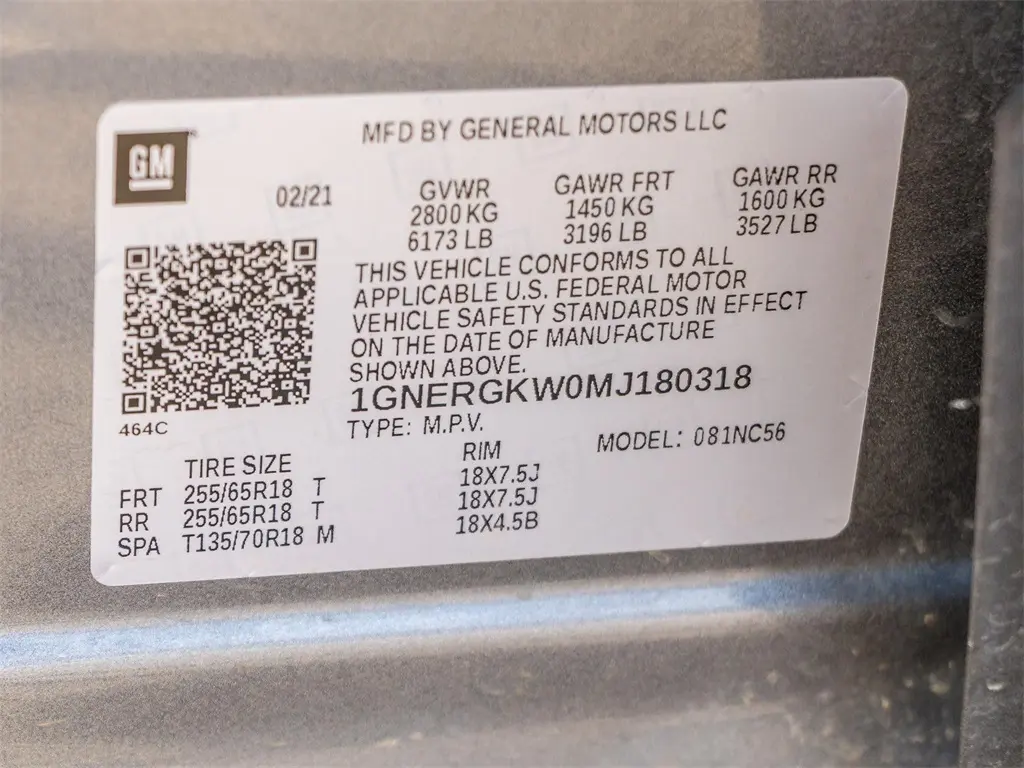 MFD BY GENERAL MOTORS LLC
GM
02/21
GVWR GAWR FRT GAWR RR
2800 KG 1450 KG 1600 KG
6173 LB 3196 LB 3527 LB
THIS VEHICLE CONFORMS TO ALL
APPLICABLE U.S. FEDERAL MOTOR
VEHICLE SAFETY STANDARDS IN EFFECT
ON THE DATE OF MANUFACTURE
SHOWN ABOVE.
1GNERGKW0MJ180318
464C
TYPE: M.P.V. MODEL: 081NC56
TIRE SIZE RIM
FRT 255/65R18 T 18X7.5J
RR 255/65R18 T 18X7.5J
SPA T135/70R18 M 18X4.5B